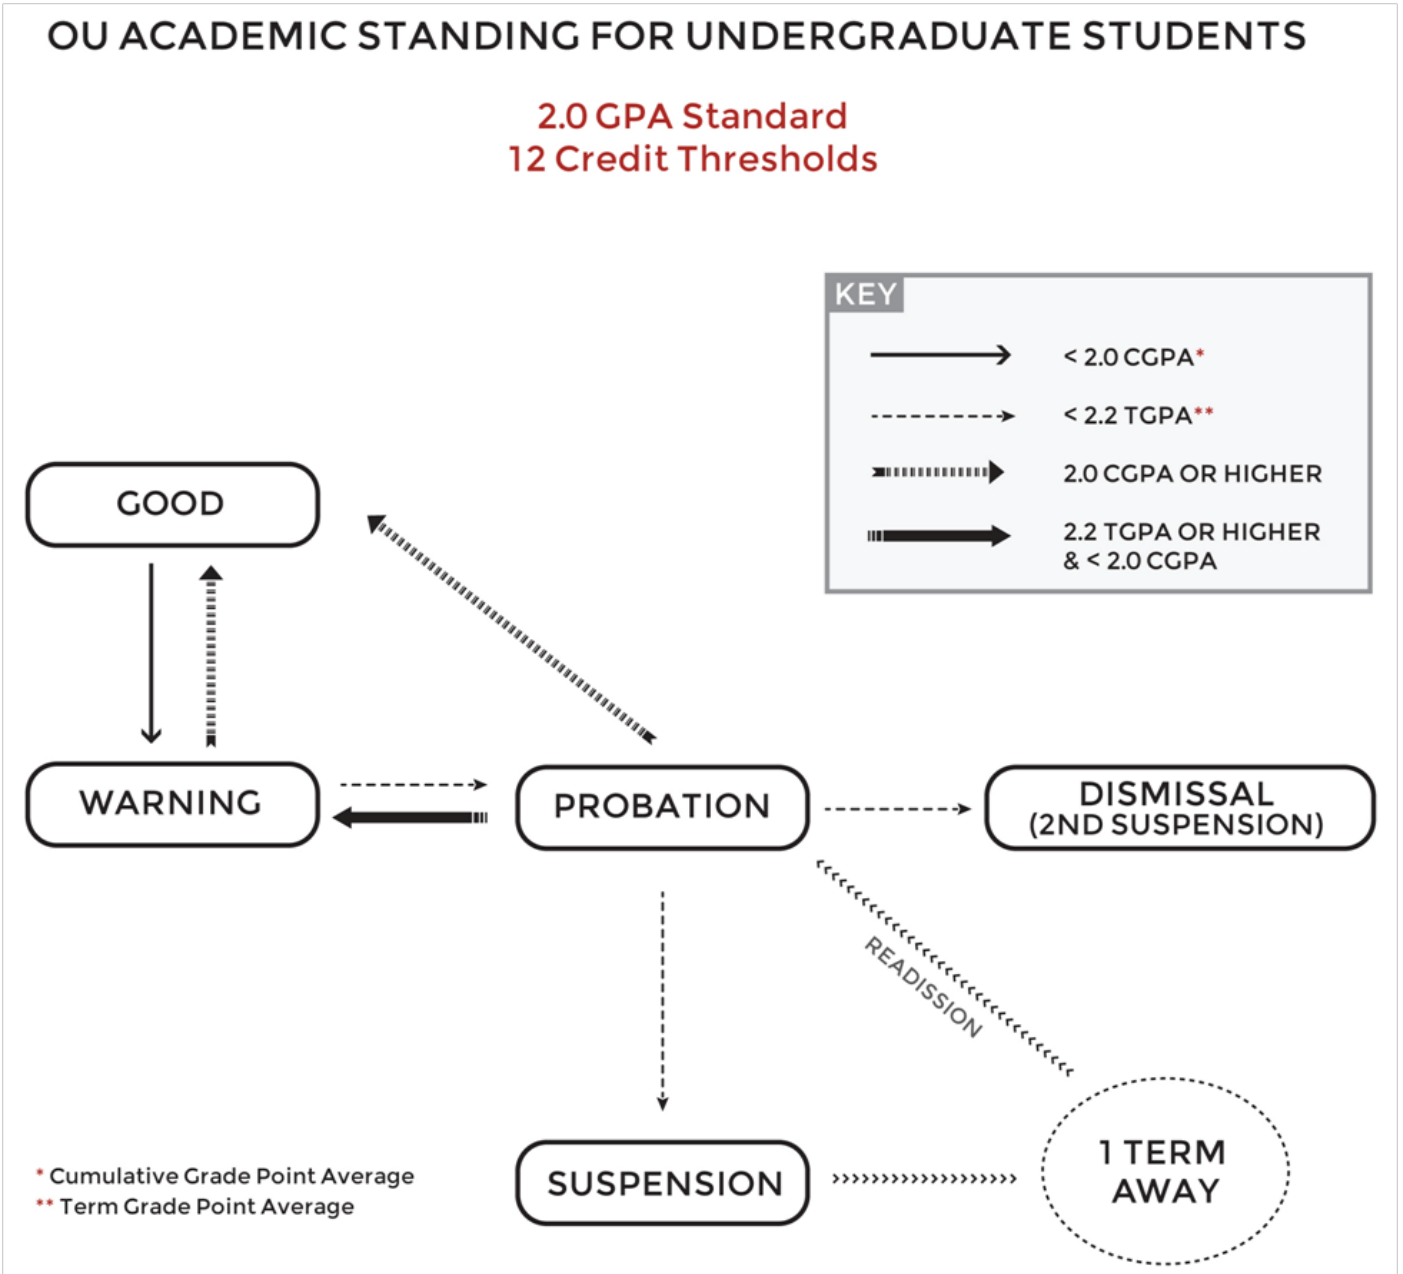 OU ACADEMIC STANDING FOR UNDERGRADUATE STUDENTS
2.0 GPA Standard
12 Credit Thresholds
KEY
< 2.0 CGPA*
< 2.2 TGPA**
2.0 CGPA OR HIGHER
2.2 TGPA OR HIGHER
& < 2.0 CGPA
GOOD
WARNING
PROBATION
DISMISSAL
(2ND SUSPENSION)
READISSION
SUSPENSION
1 TERM
AWAY
* Cumulative Grade Point Average
** Term Grade Point Average